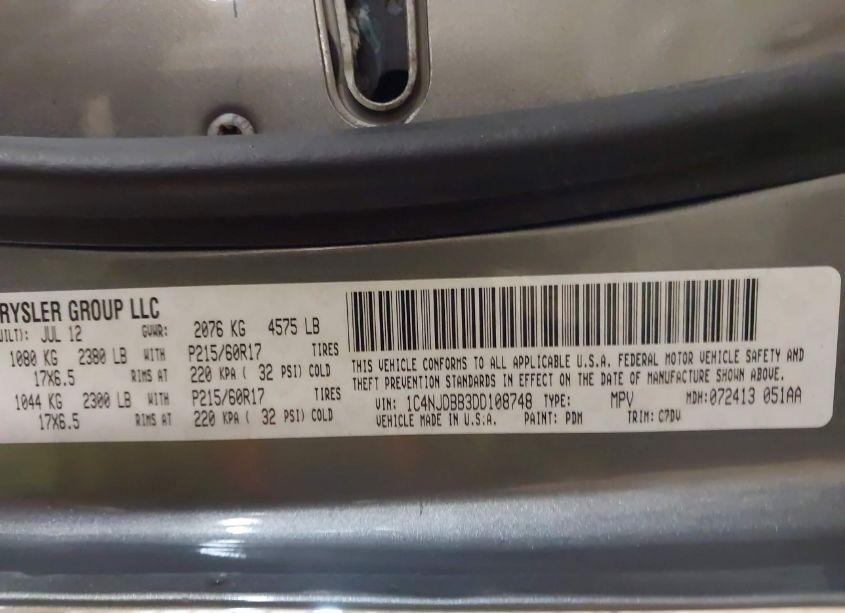 RYSLER GROUP LLC
UILT): JUL 12 GVWR: 2076 KG 4575 LB
1080 KG 2380 LB WITH P215/60R17 TIRES
17X6.5 RIMS AT 220 KPA ( 32 PSI) COLD
1044 KG 2300 LB WITH P215/60R17 TIRES
17X6.5 RIMS AT 220 KPA ( 32 PSI) COLD
THIS VEHICLE CONFORMS TO ALL APPLICABLE U.S.A. FEDERAL MOTOR VEHICLE SAFETY AND
THEFT PREVENTION STANDARDS IN EFFECT ON THE DATE OF MANUFACTURE SHOWN ABOVE.
VIN: 1C4NJDBB3DD108748 TYPE: MPV MDH: 072413 051AA
VEHICLE MADE IN U.S.A. PAINT: PDM TRIM: C7DV